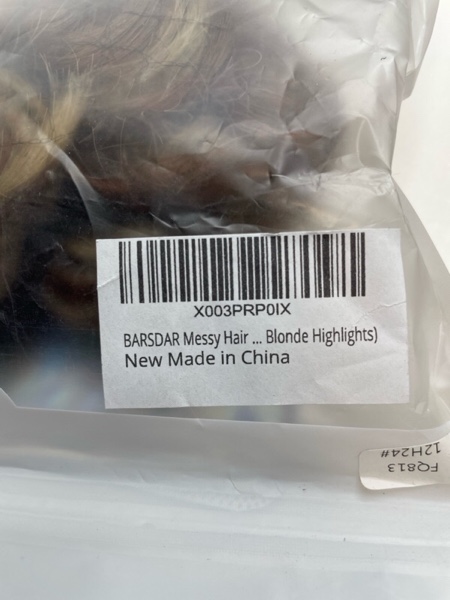 X003PRP0IX
BARSDAR Messy Hair ... Blonde Highlights)
New Made in China
FQ813
12H24#